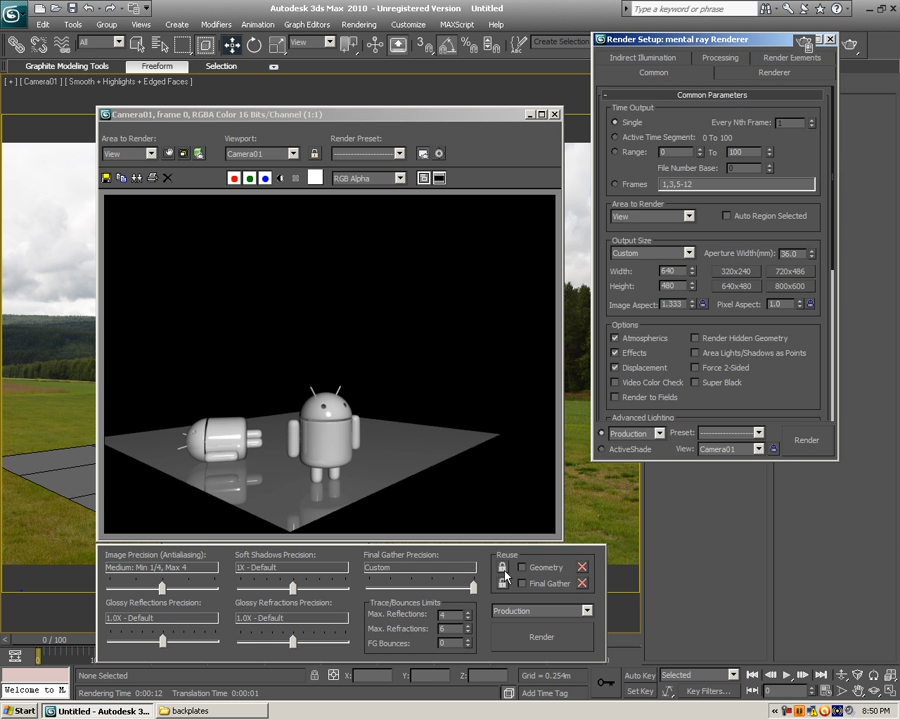 Autodesk 3ds Max 2010 - Unregistered Version Untitled
Type a keyword or phrase
Edit Tools Group Views Create Modifiers Animation Graph Editors Rendering Customize MAXScript Help
All View Create Selection
Graphite Modeling Tools Freeform Selection
[ + ] [ Camera01 ] [ Smooth + Highlights + Edged Faces ]
Camera01, frame 0, RGBA Color 16 Bits/Channel (1:1)
Area to Render: Viewport: Render Preset:
View Camera01
RGB Alpha
Render Setup: mental ray Renderer
Indirect Illumination Processing Render Elements
Common Renderer
- Common Parameters
Time Output
Single Every Nth Frame: 1
Active Time Segment: 0 To 100
Range: 0 To 100
File Number Base: 0
Frames 1,3,5-12
Area to Render
View Auto Region Selected
Output Size
Custom Aperture Width(mm): 36.0
Width: 640 320x240 720x486
Height: 480 640x480 800x600
Image Aspect: 1.333 Pixel Aspect: 1.0
Options
Atmospherics Render Hidden Geometry
Effects Area Lights/Shadows as Points
Displacement Force 2-Sided
Video Color Check Super Black
Render to Fields
Advanced Lighting
Production Preset: Render
ActiveShade View: Camera01
Image Precision (Antialiasing): Soft Shadows Precision: Final Gather Precision: Reuse
Medium: Min 1/4, Max 4 1X - Default Custom Geometry
Final Gather
Glossy Reflections Precision: Glossy Refractions Precision: Trace/Bounces Limits
1.0X - Default 1.0X - Default Max. Reflections: 4 Production
Max. Refractions: 6
FG Bounces: 0 Render
0 / 100
0
None Selected X: Y: Z: Grid = 0.254m Auto Key Selected
Welcome to M Rendering Time 0:00:12 Translation Time 0:00:01 Add Time Tag Set Key Key Filters... 0
Start Untitled - Autodesk 3... backplates 8:50 PM